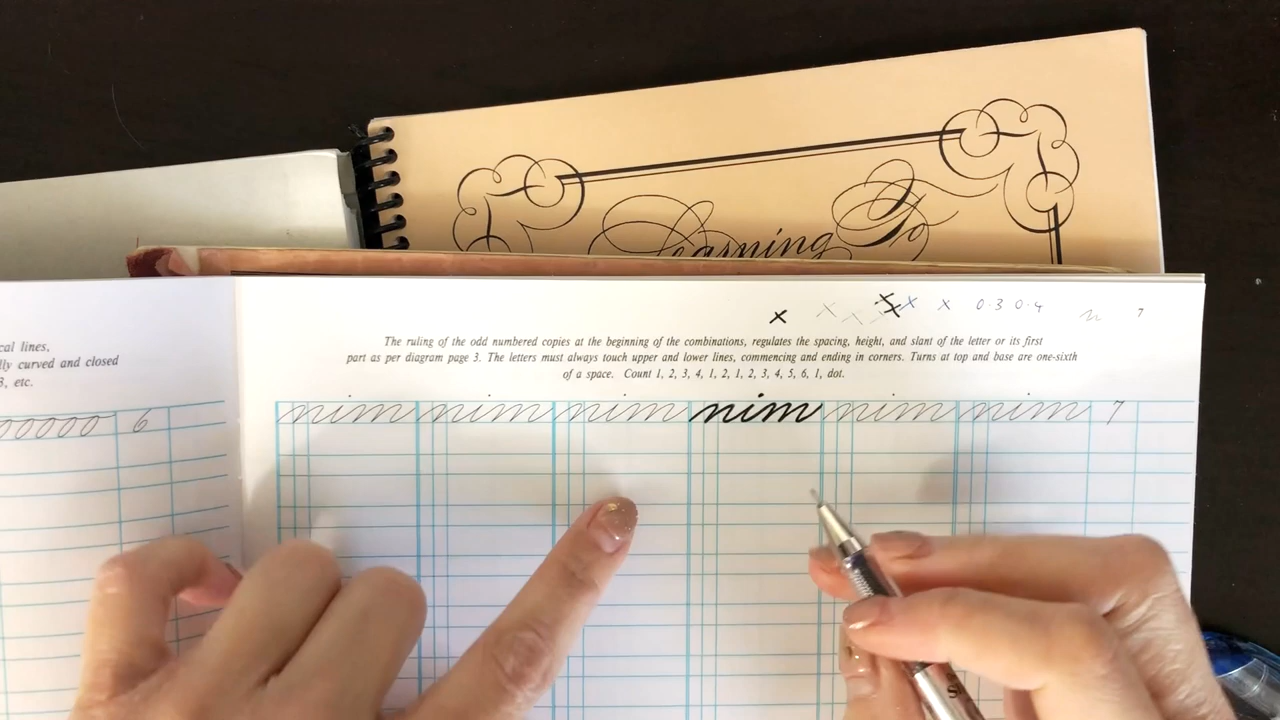 Learning To
x x x x x x x 0.3 0.4 n 7
The ruling of the odd numbered copies at the beginning of the combinations, regulates the spacing, height, and slant of the letter or its first
part as per diagram page 3. The letters must always touch upper and lower lines, commencing and ending in corners. Turns at top and base are one-sixth
of a space. Count 1, 2, 3, 4, 1, 2, 1, 2, 3, 4, 5, 6, 1, dot.
cal lines,
lly curved and closed
3, etc.
00000 6
nim nim nim nim nim nim 7